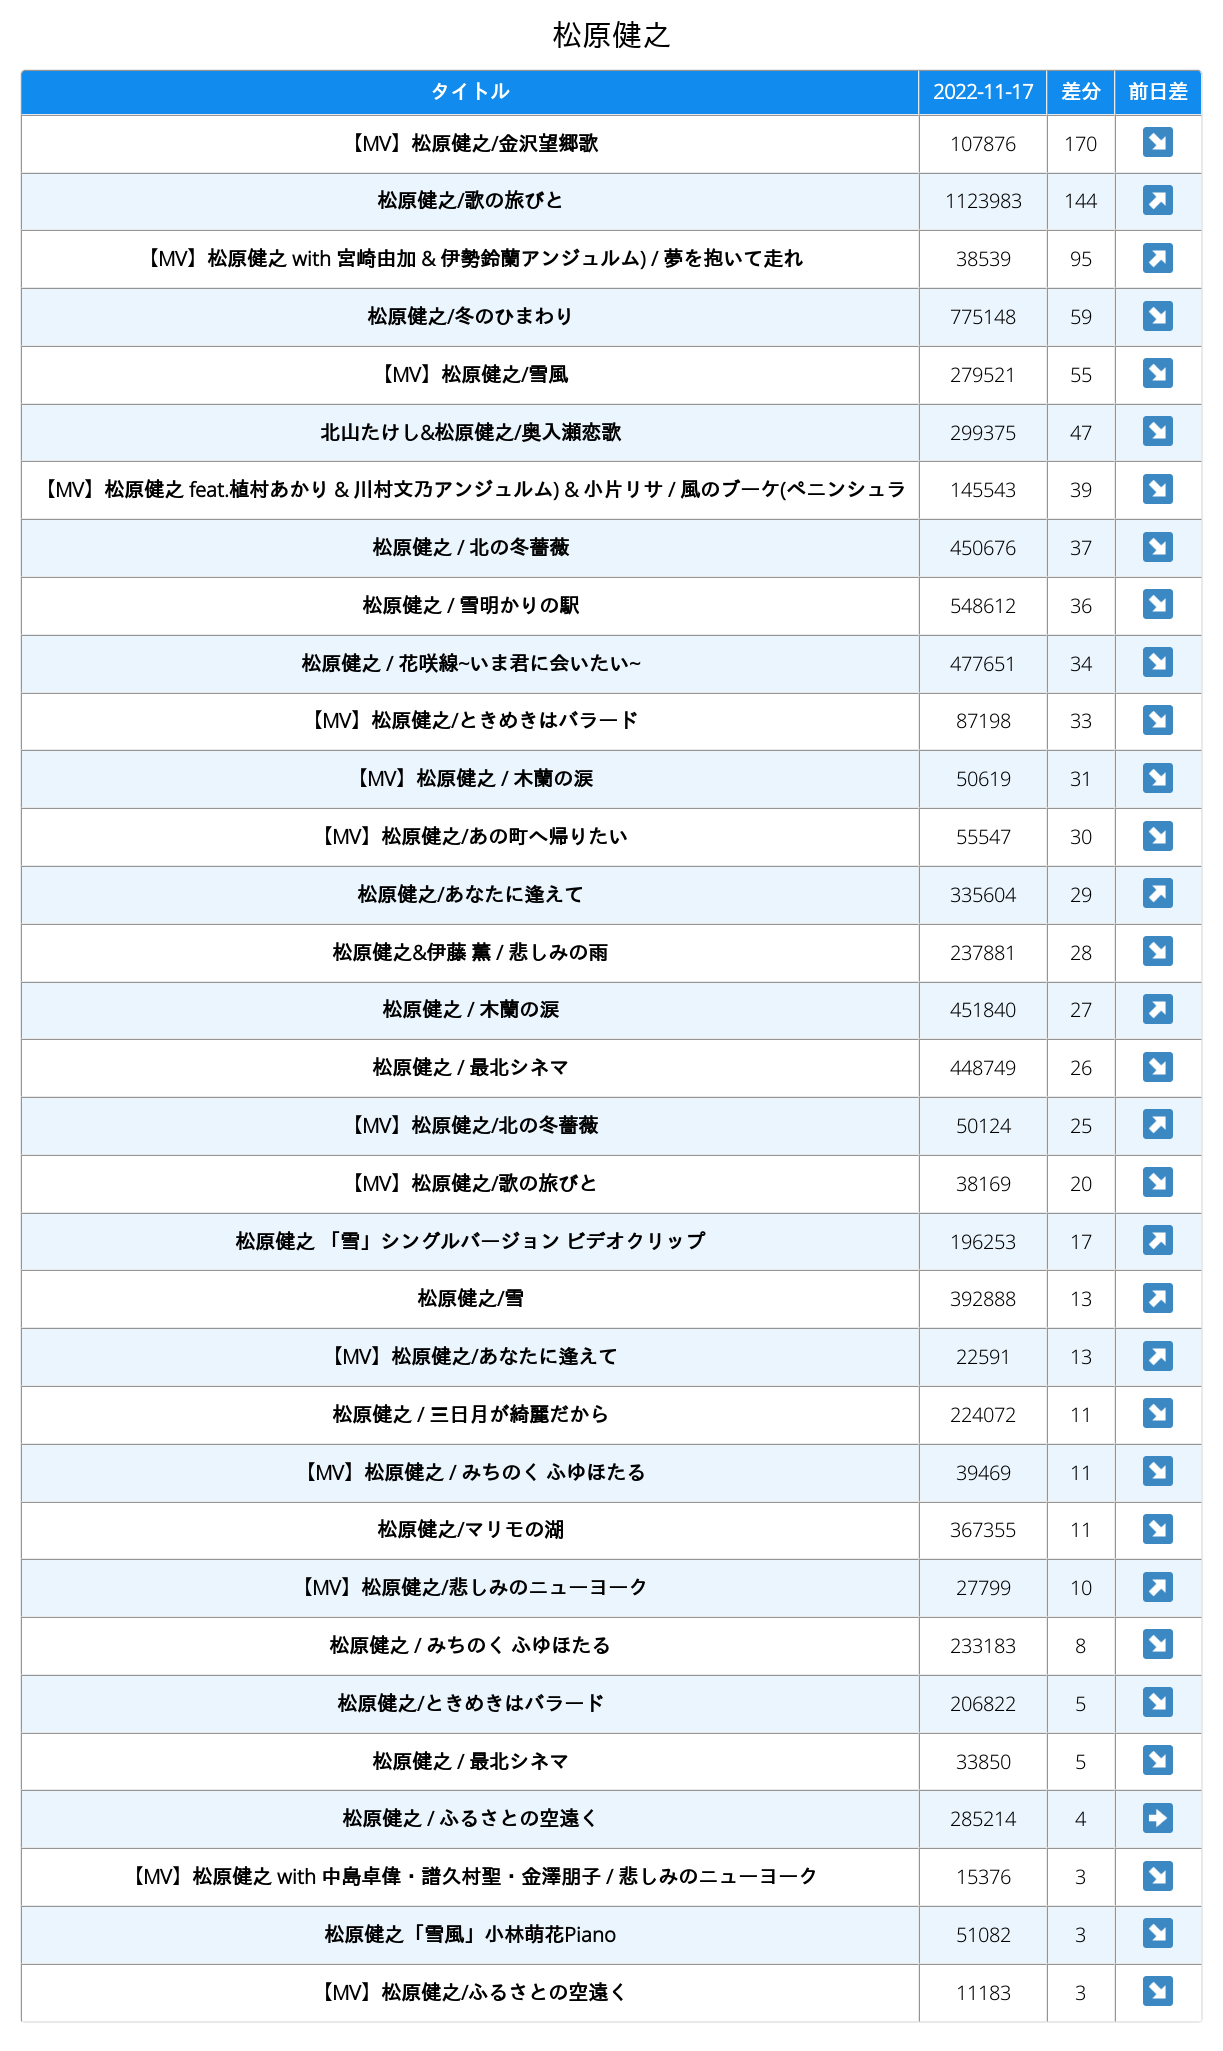 松原健之
タイトル 2022-11-17 差分 前日差
【MV】松原健之/金沢望郷歌 107876 170 ↘
松原健之/歌の旅びと 1123983 144 ↗
【MV】松原健之 with 宮崎由加 & 伊勢鈴蘭アンジュルム) / 夢を抱いて走れ 38539 95 ↗
松原健之/冬のひまわり 775148 59 ↘
【MV】松原健之/雪風 279521 55 ↘
北山たけし&松原健之/奥入瀬恋歌 299375 47 ↘
【MV】松原健之 feat.植村あかり & 川村文乃アンジュルム) & 小片リサ / 風のブーケ(ペニンシュラ 145543 39 ↘
松原健之 / 北の冬薔薇 450676 37 ↘
松原健之 / 雪明かりの駅 548612 36 ↘
松原健之 / 花咲線~いま君に会いたい~ 477651 34 ↘
【MV】松原健之/ときめきはバラード 87198 33 ↘
【MV】松原健之 / 木蘭の涙 50619 31 ↘
【MV】松原健之/あの町へ帰りたい 55547 30 ↘
松原健之/あなたに逢えて 335604 29 ↗
松原健之&伊藤 薫 / 悲しみの雨 237881 28 ↘
松原健之 / 木蘭の涙 451840 27 ↗
松原健之 / 最北シネマ 448749 26 ↘
【MV】松原健之/北の冬薔薇 50124 25 ↗
【MV】松原健之/歌の旅びと 38169 20 ↘
松原健之 「雪」シングルバージョン ビデオクリップ 196253 17 ↗
松原健之/雪 392888 13 ↗
【MV】松原健之/あなたに逢えて 22591 13 ↗
松原健之 / 三日月が綺麗だから 224072 11 ↘
【MV】松原健之 / みちのく ふゆほたる 39469 11 ↘
松原健之/マリモの湖 367355 11 ↘
【MV】松原健之/悲しみのニューヨーク 27799 10 ↗
松原健之 / みちのく ふゆほたる 233183 8 ↘
松原健之/ときめきはバラード 206822 5 ↘
松原健之 / 最北シネマ 33850 5 ↘
松原健之 / ふるさとの空遠く 285214 4 ➡
【MV】松原健之 with 中島卓偉・譜久村聖・金澤朋子 / 悲しみのニューヨーク 15376 3 ↘
松原健之「雪風」小林萌花Piano 51082 3 ↘
【MV】松原健之/ふるさとの空遠く 11183 3 ↘